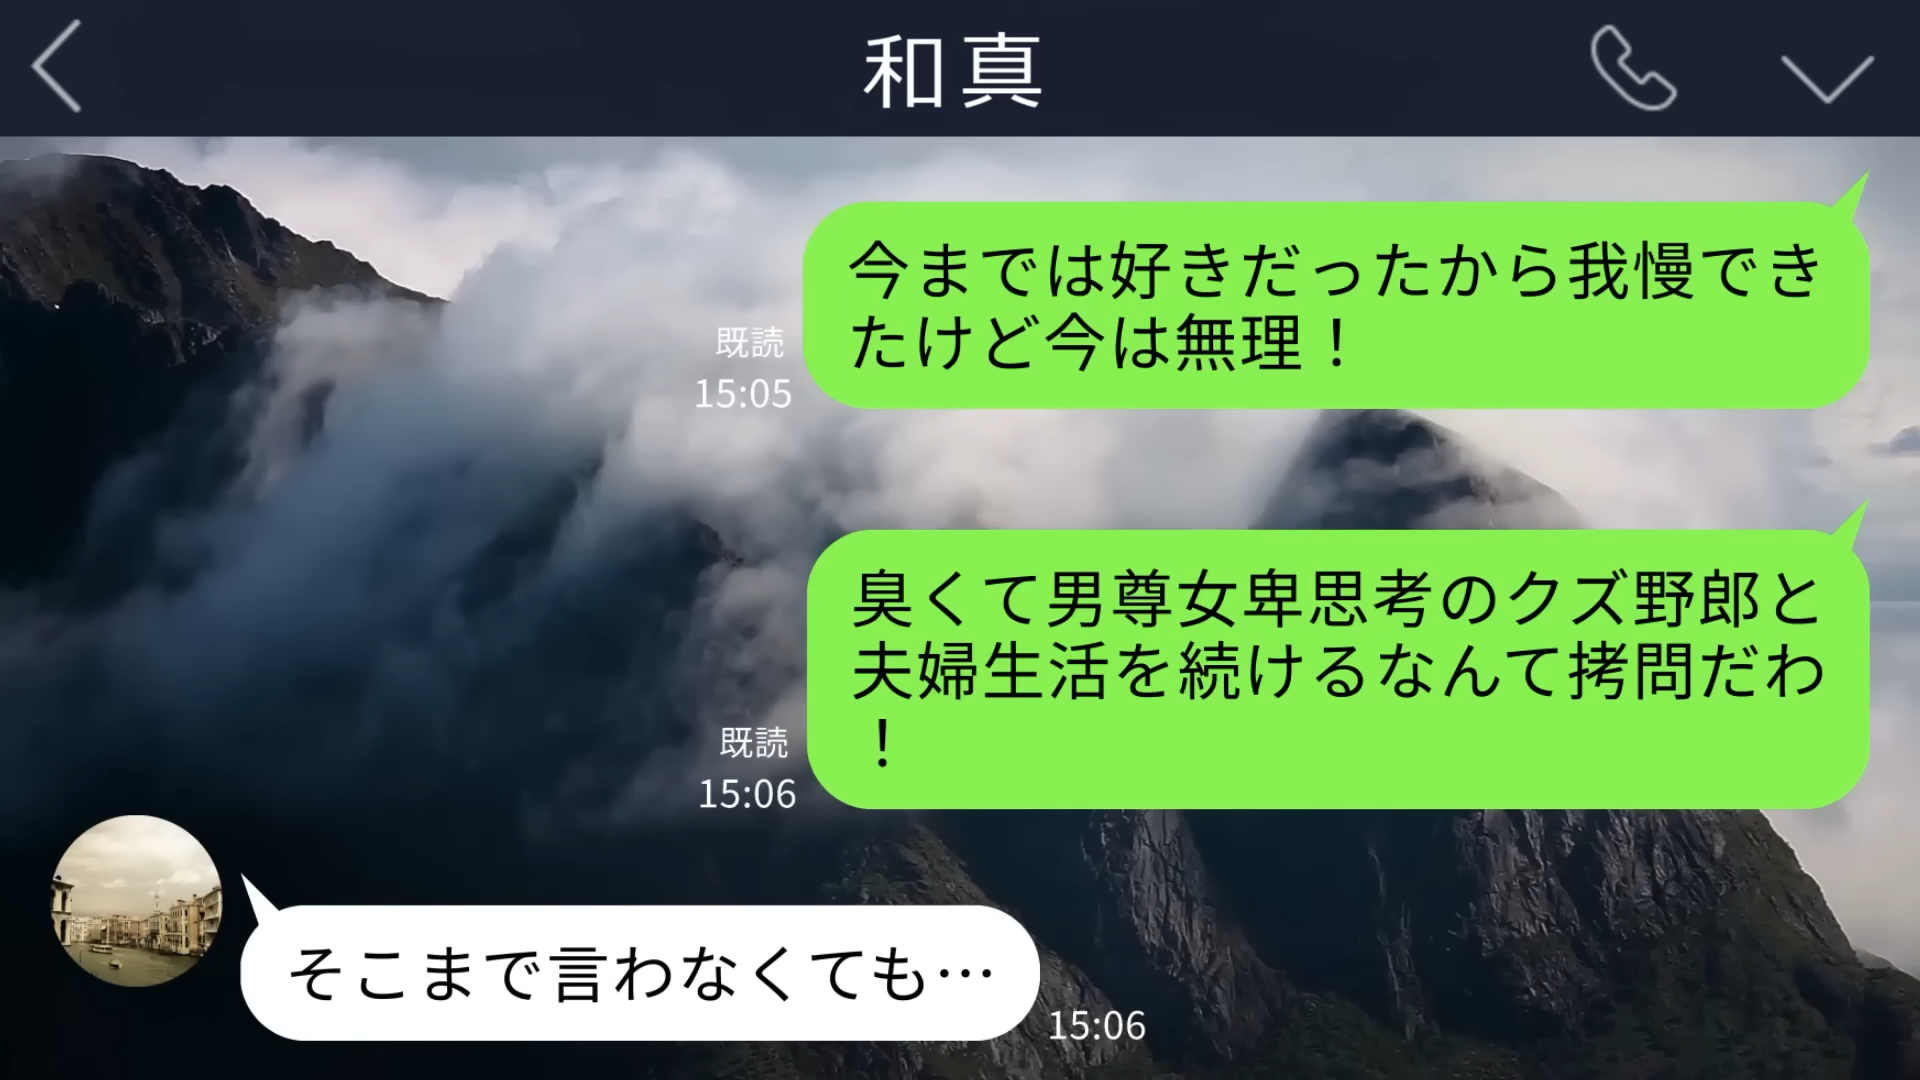 和真
今までは好きだったから我慢でき
たけど今は無理！
既読
15:05
臭くて男尊女卑思考のクズ野郎と
夫婦生活を続けるなんて拷問だわ
！
既読
15:06
そこまで言わなくても…
15:06